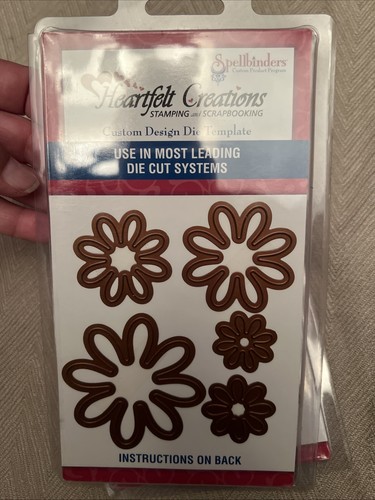 Spellbinders
Custom Product Program
Heartfelt Creations
STAMPING and SCRAPBOOKING
Custom Design Die Template
USE IN MOST LEADING
DIE CUT SYSTEMS
INSTRUCTIONS ON BACK